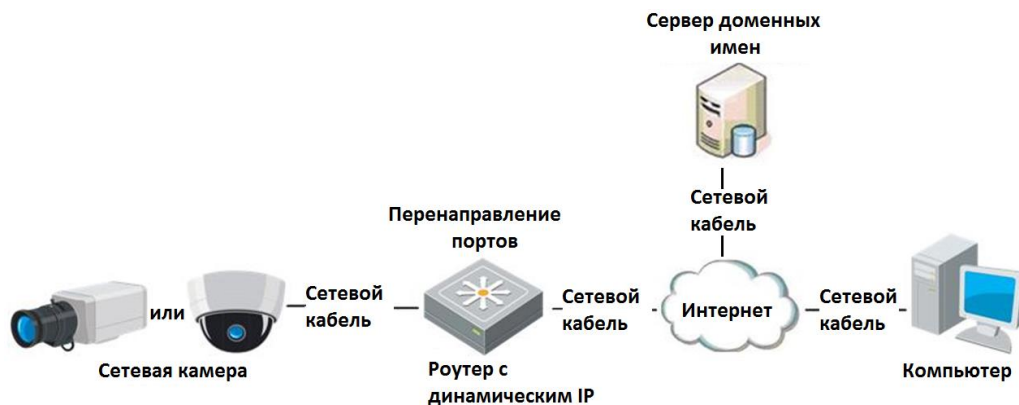 Сервер доменных
имен
Сетевой
кабель
Перенаправление
портов
или
Сетевой
кабель
Сетевой
кабель
Интернет
Сетевой
кабель
Сетевая камера
Роутер с
динамическим IP
Компьютер